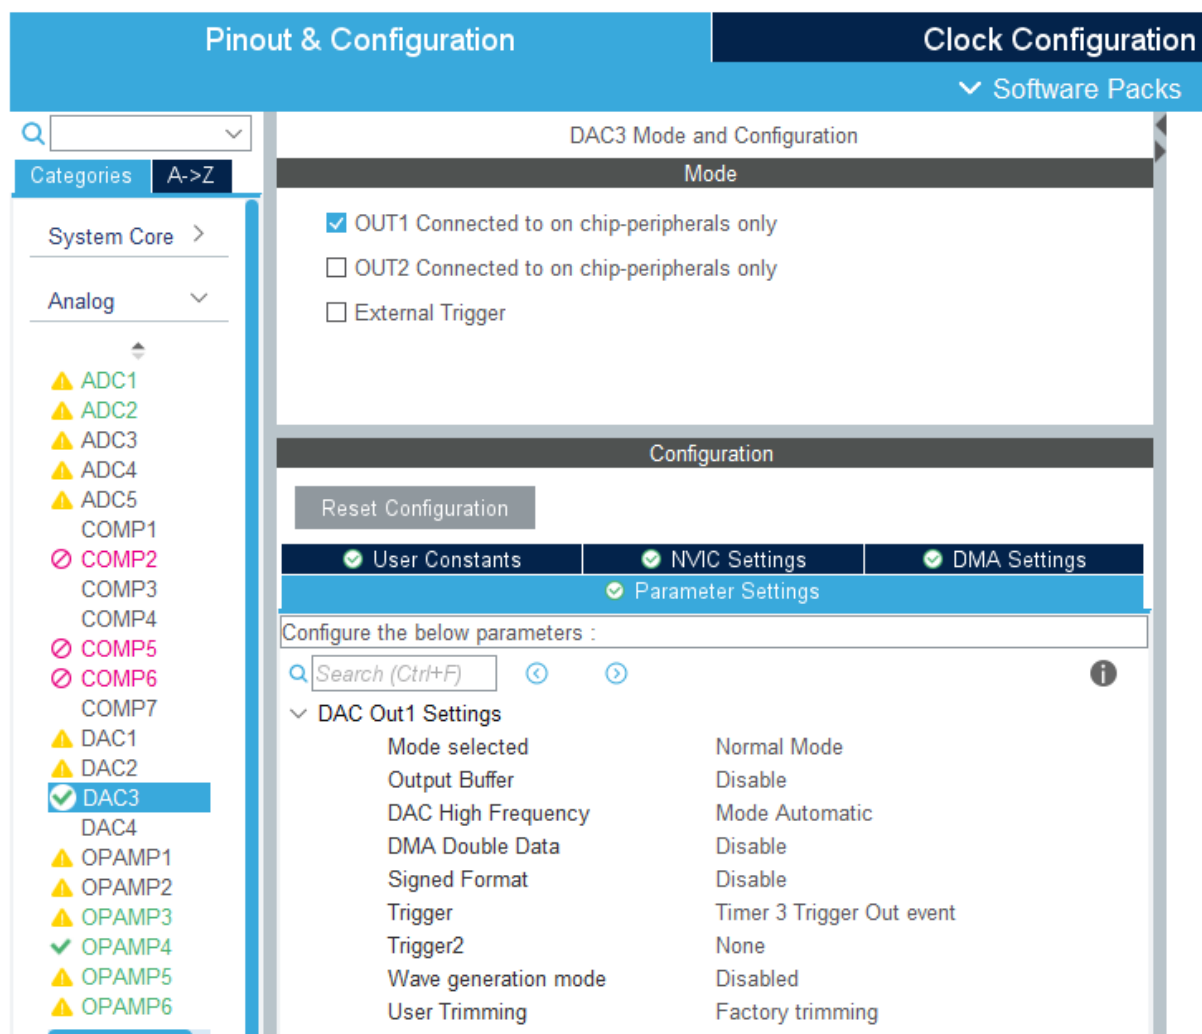 Pinout & Configuration
Clock Configuration
Software Packs
Categories
A->Z
System Core
Analog
ADC1
ADC2
ADC3
ADC4
ADC5
COMP1
COMP2
COMP3
COMP4
COMP5
COMP6
COMP7
DAC1
DAC2
DAC3
DAC4
OPAMP1
OPAMP2
OPAMP3
OPAMP4
OPAMP5
OPAMP6
DAC3 Mode and Configuration
Mode
OUT1 Connected to on chip-peripherals only
OUT2 Connected to on chip-peripherals only
External Trigger
Configuration
Reset Configuration
User Constants
NVIC Settings
DMA Settings
Parameter Settings
Configure the below parameters :
Search (Ctrl+F)
DAC Out1 Settings
Mode selected Normal Mode
Output Buffer Disable
DAC High Frequency Mode Automatic
DMA Double Data Disable
Signed Format Disable
Trigger Timer 3 Trigger Out event
Trigger2 None
Wave generation mode Disabled
User Trimming Factory trimming